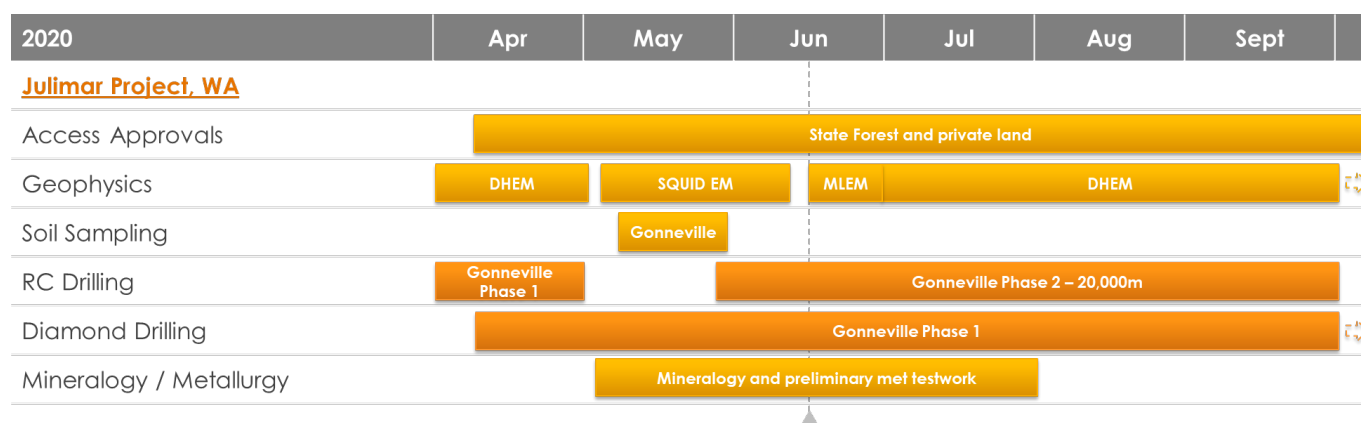 2020 Apr May Jun Jul Aug Sept
Julimar Project, WA
Access Approvals State Forest and private land
Geophysics DHEM SQUID EM MLEM DHEM
Soil Sampling Gonneville
RC Drilling Gonneville Phase 1 Gonneville Phase 2 – 20,000m
Diamond Drilling Gonneville Phase 1
Mineralogy / Metallurgy Mineralogy and preliminary met testwork